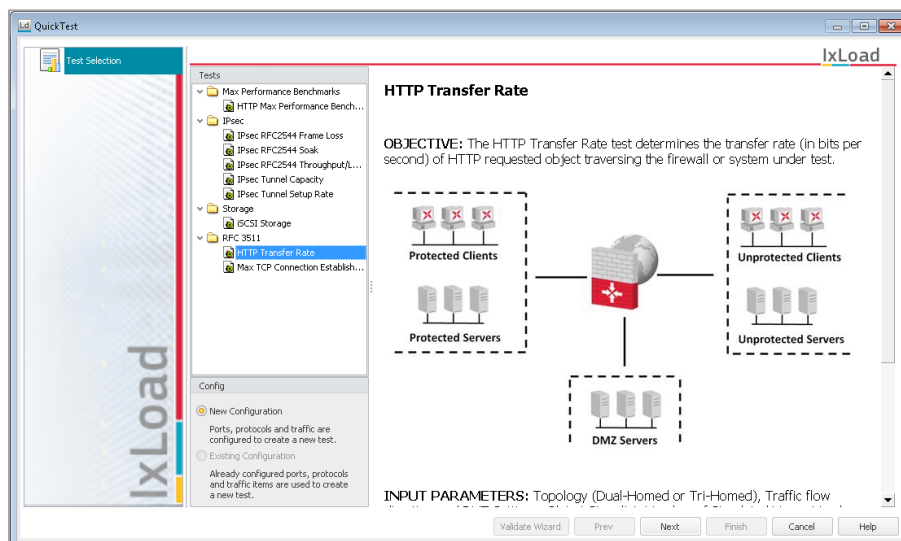 Ld QuickTest
Test Selection
IxLoad
Tests
Max Performance Benchmarks
HTTP Max Performance Bench...
IPsec
IPsec RFC2544 Frame Loss
IPsec RFC2544 Soak
IPsec RFC2544 Throughput/L...
IPsec Tunnel Capacity
IPsec Tunnel Setup Rate
Storage
iSCSI Storage
RFC 3511
HTTP Transfer Rate
Max TCP Connection Establish...
Config
New Configuration
Ports, protocols and traffic are
configured to create a new test.
Existing Configuration
Already configured ports, protocols
and traffic items are used to create
a new test.
IxLoad
HTTP Transfer Rate
OBJECTIVE: The HTTP Transfer Rate test determines the transfer rate (in bits per
second) of HTTP requested object traversing the firewall or system under test.
Protected Clients
Unprotected Clients
Protected Servers
Unprotected Servers
DMZ Servers
INPUT PARAMETERS: Topology (Dual-Homed or Tri-Homed), Traffic flow
Validate Wizard
Prev
Next
Finish
Cancel
Help